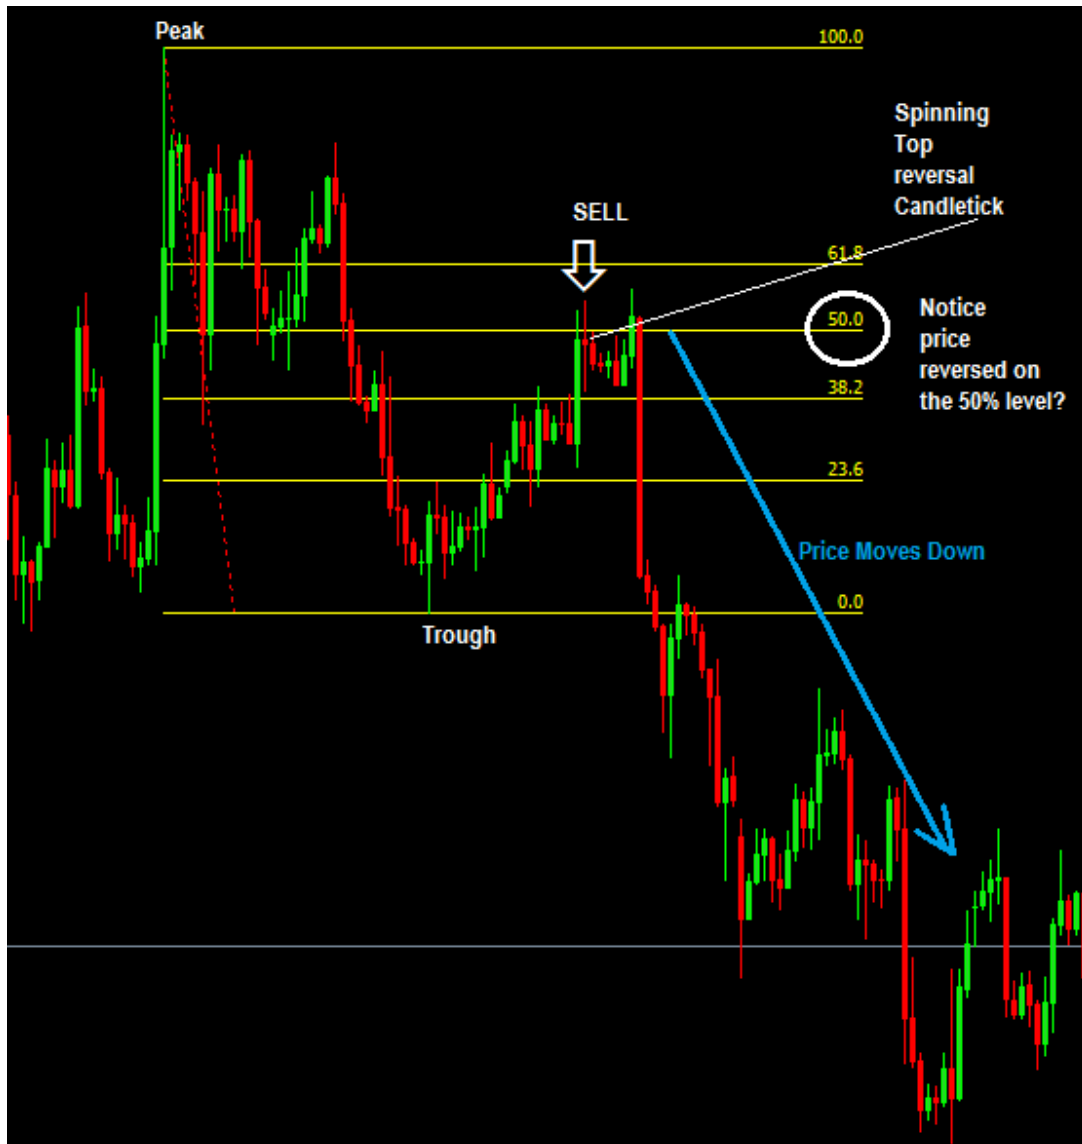 Peak
100.0
Spinning
Top
reversal
Candletick
SELL
61.8
50.0
Notice
price
reversed on
the 50% level?
38.2
23.6
Price Moves Down
0.0
Trough